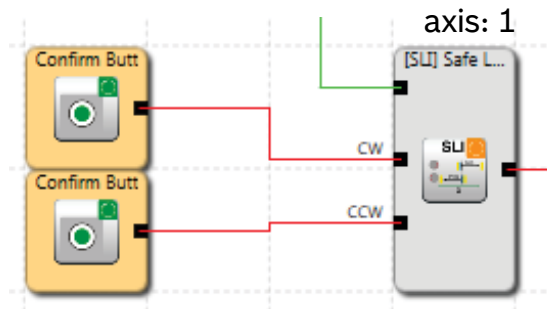 axis: 1
Confirm Butt
[SLI] Safe L...
SLI
CW
Confirm Butt
CCW